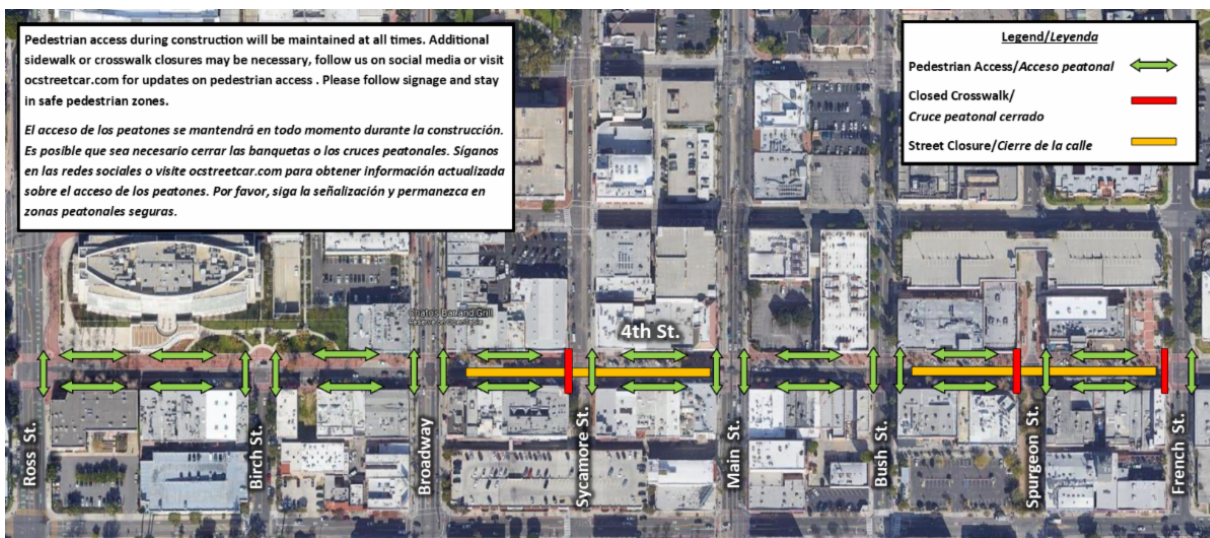 Pedestrian access during construction will be maintained at all times. Additional
sidewalk or crosswalk closures may be necessary, follow us on social media or visit
ocstreetcar.com for updates on pedestrian access . Please follow signage and stay
in safe pedestrian zones.
El acceso de los peatones se mantendrá en todo momento durante la construcción.
Es posible que sea necesario cerrar las banquetas o los cruces peatonales. Síganos
en las redes sociales o visite ocstreetcar.com para obtener información actualizada
sobre el acceso de los peatones. Por favor, siga la señalización y permanezca en
zonas peatonales seguras.
Legend/Leyenda
Pedestrian Access/Acceso peatonal
Closed Crosswalk/
Cruce peatonal cerrado
Street Closure/Cierre de la calle
Chato's Bar and Grill
4th St.
Ross St.
Birch St.
Broadway
Sycamore St.
Main St.
Bush St.
Spurgeon St.
French St.